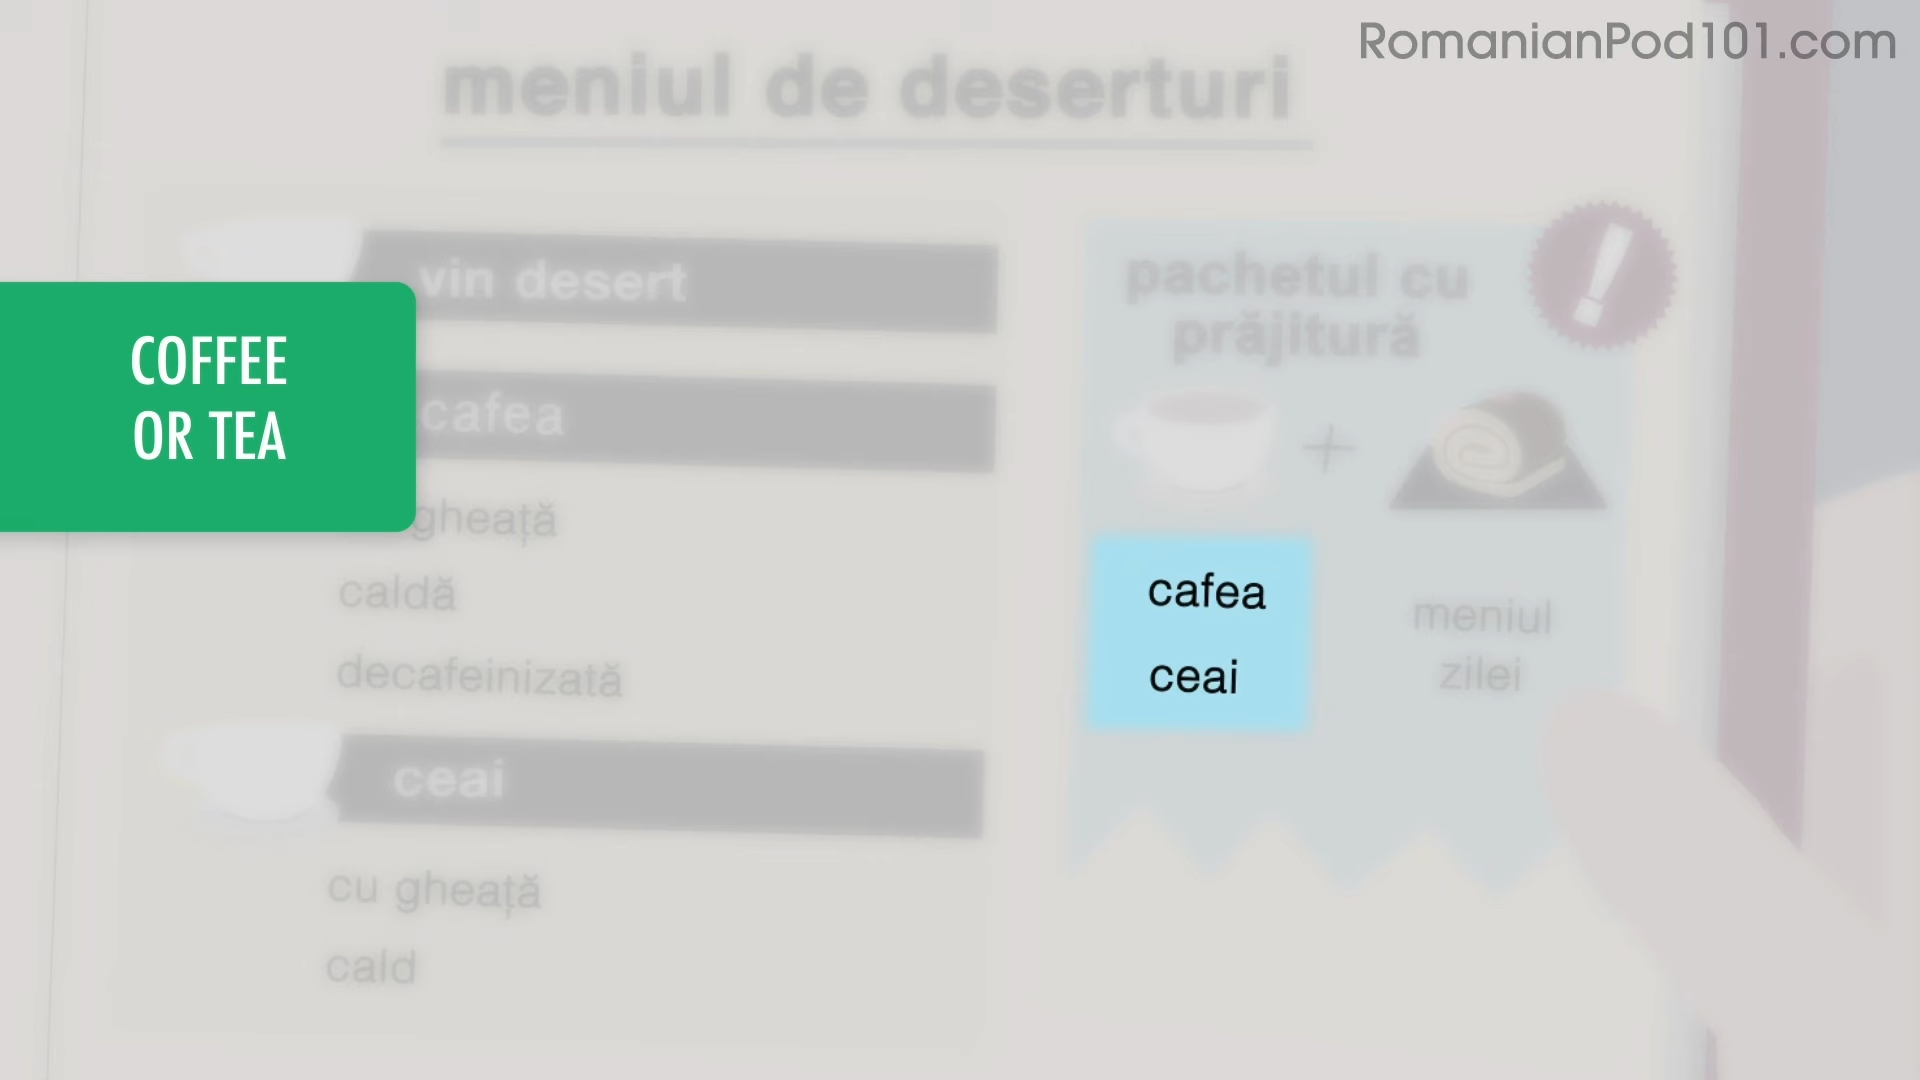 RomanianPod101.com
meniul de deserturi
vin desert
COFFEE
OR TEA
cafea
gheață
caldă
decafeinizată
ceai
cu gheață
cald
pachetul cu
prăjitură
!
+
cafea
ceai
meniul
zilei